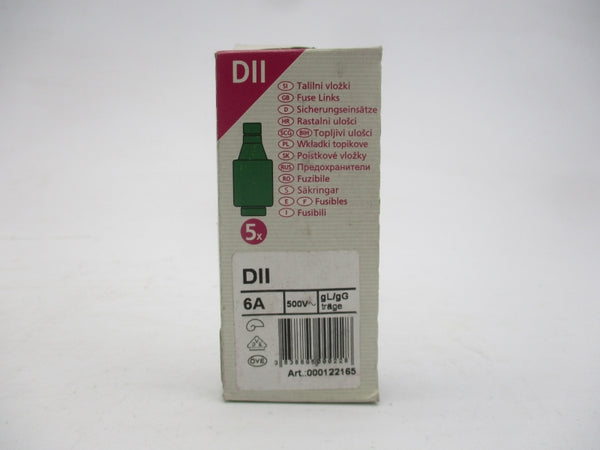 DII
SI Talilni vložki
GB Fuse Links
D Sicherungseinsätze
HR Rastalni ulošci
SCG BIH Topljivi ulošci
PL Wkładki topikowe
SK Poistkové vložky
RUS Предохранители
RO Fuzibile
S Säkringar
E F Fusibles
I Fusibili
5x
DII
6A 500V~ gL/gG
träge
ÖVE
Art.:000122165